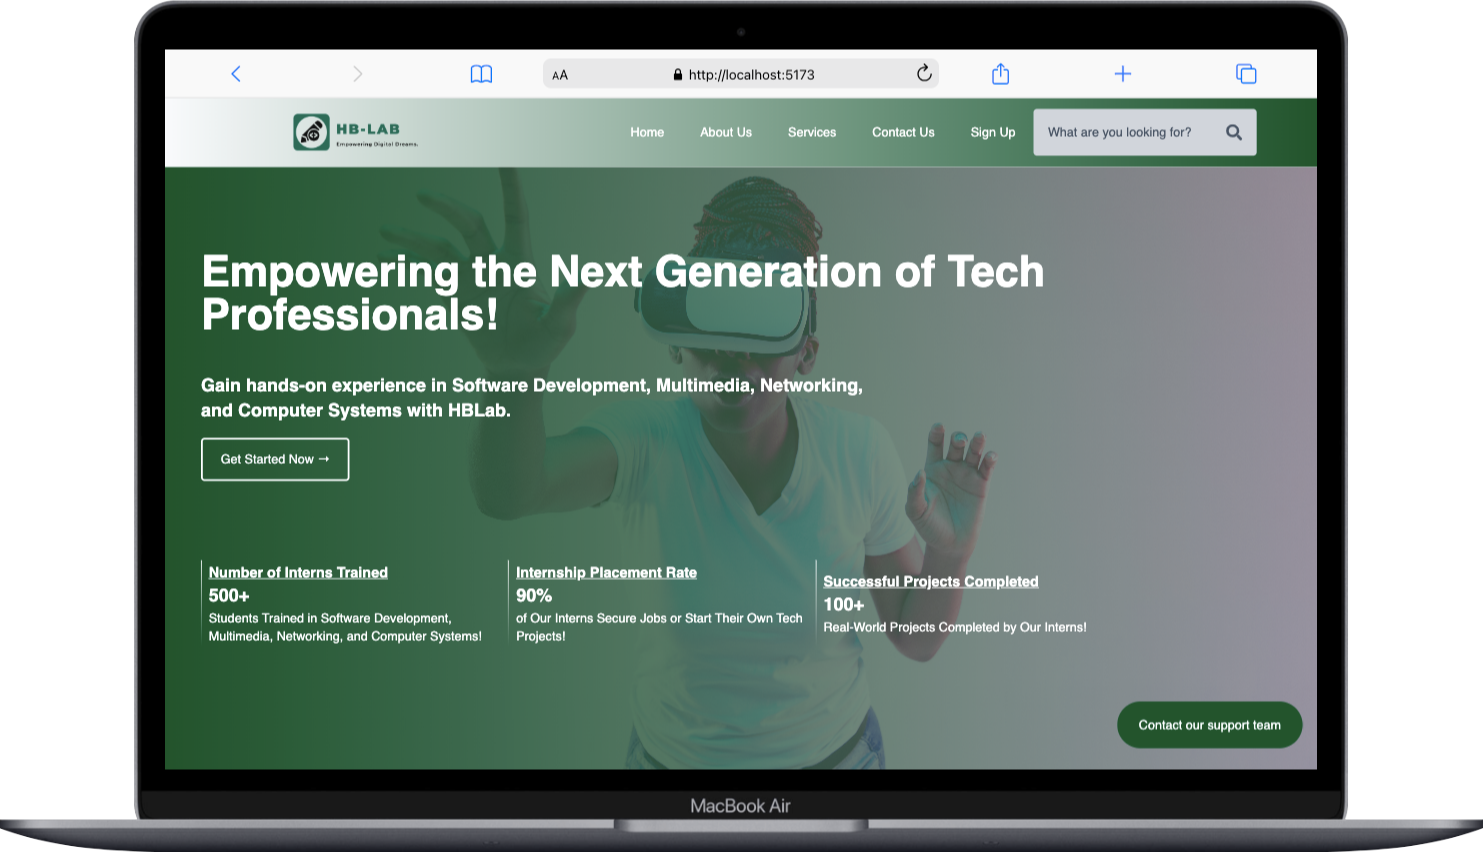 AA
http://localhost:5173
HB-LAB
Empowering Digital Dreams.
Home
About Us
Services
Contact Us
Sign Up
What are you looking for?
Empowering the Next Generation of Tech
Professionals!
Gain hands-on experience in Software Development, Multimedia, Networking,
and Computer Systems with HBLab.
Get Started Now →
Number of Interns Trained
500+
Students Trained in Software Development,
Multimedia, Networking, and Computer Systems!
Internship Placement Rate
90%
of Our Interns Secure Jobs or Start Their Own Tech
Projects!
Successful Projects Completed
100+
Real-World Projects Completed by Our Interns!
Contact our support team
MacBook Air